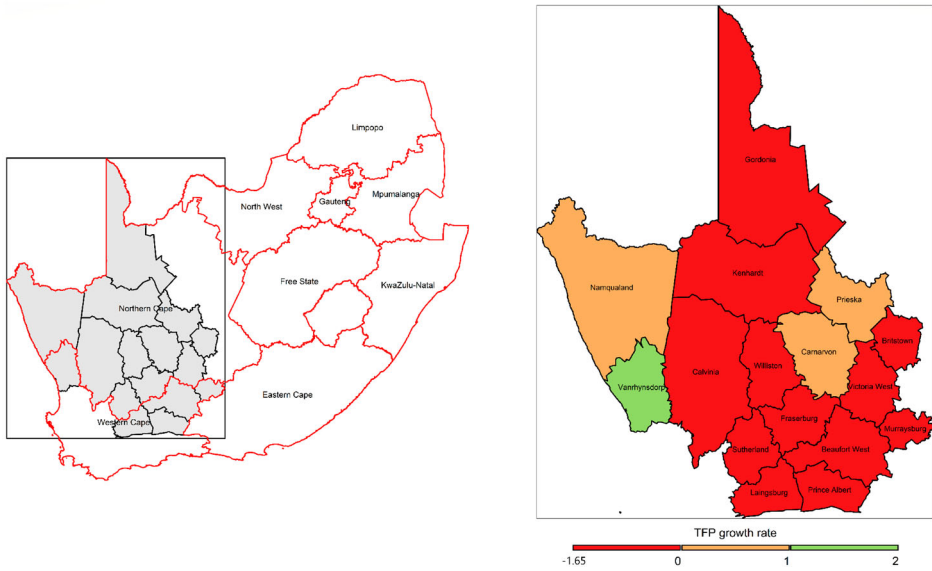 Limpopo
North West
Gauteng
Mpumalanga
Free State
KwaZulu-Natal
Northern Cape
Eastern Cape
Western Cape
Gordonia
Kenhardt
Namqualand
Prieska
Britstown
Carnarvon
Calvinia
Williston
Vanrhynsdorp
Victoria West
Fraserburg
Murraysburg
Sutherland
Beaufort West
Laingsburg
Prince Albert
TFP growth rate
-1.65 0 1 2